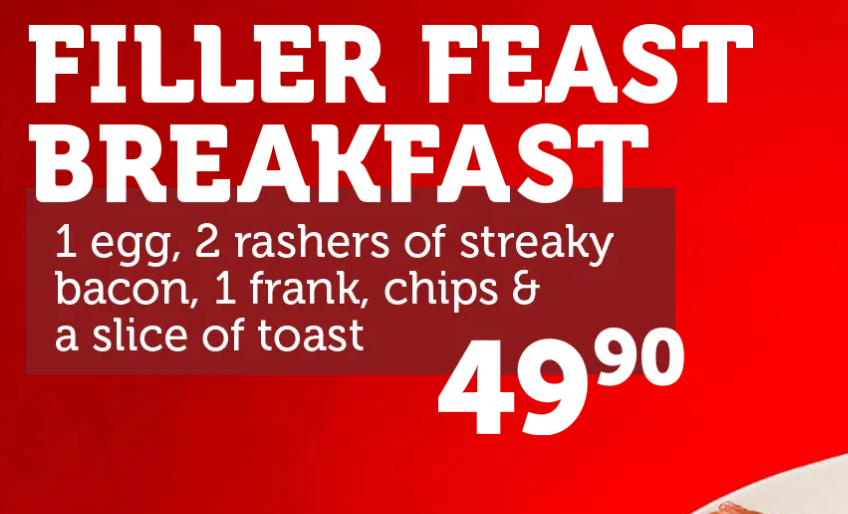 FILLER FEAST
BREAKFAST
1 egg, 2 rashers of streaky
bacon, 1 frank, chips &
a slice of toast
49⁹⁰